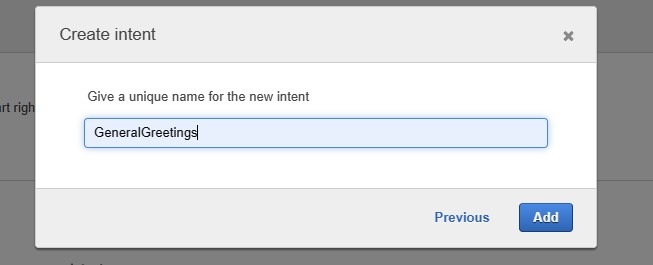 Create intent
Give a unique name for the new intent
rt righ
GeneralGreetings
Previous
Add